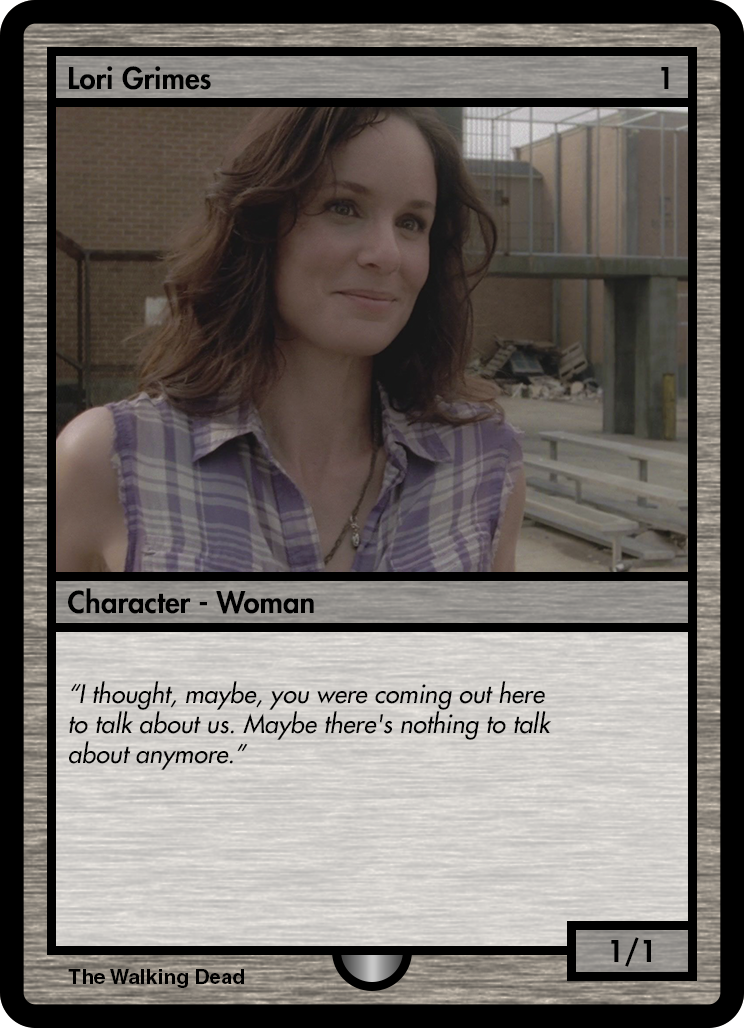 Lori Grimes 1
Character - Woman
“I thought, maybe, you were coming out here
to talk about us. Maybe there's nothing to talk
about anymore.”
1/1
The Walking Dead